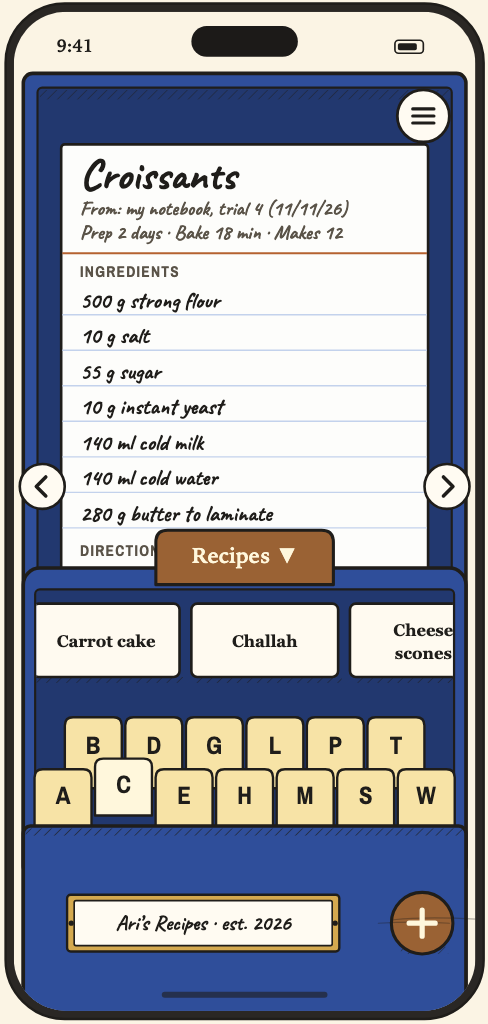 9:41
Croissants
From: my notebook, trial 4 (11/11/26)
Prep 2 days · Bake 18 min · Makes 12
INGREDIENTS
500 g strong flour
10 g salt
55 g sugar
10 g instant yeast
140 ml cold milk
140 ml cold water
280 g butter to laminate
DIRECTION
Recipes ▼
Carrot cake
Challah
Cheese
scones
B D G L P T
A C E H M S W
Ari's Recipes · est. 2026